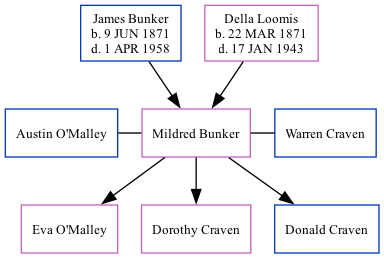 James Bunker
b. 9 JUN 1871
d. 1 APR 1958
Della Loomis
b. 22 MAR 1871
d. 17 JAN 1943
Austin O'Malley
Mildred Bunker
Warren Craven
Eva O'Malley
Dorothy Craven
Donald Craven